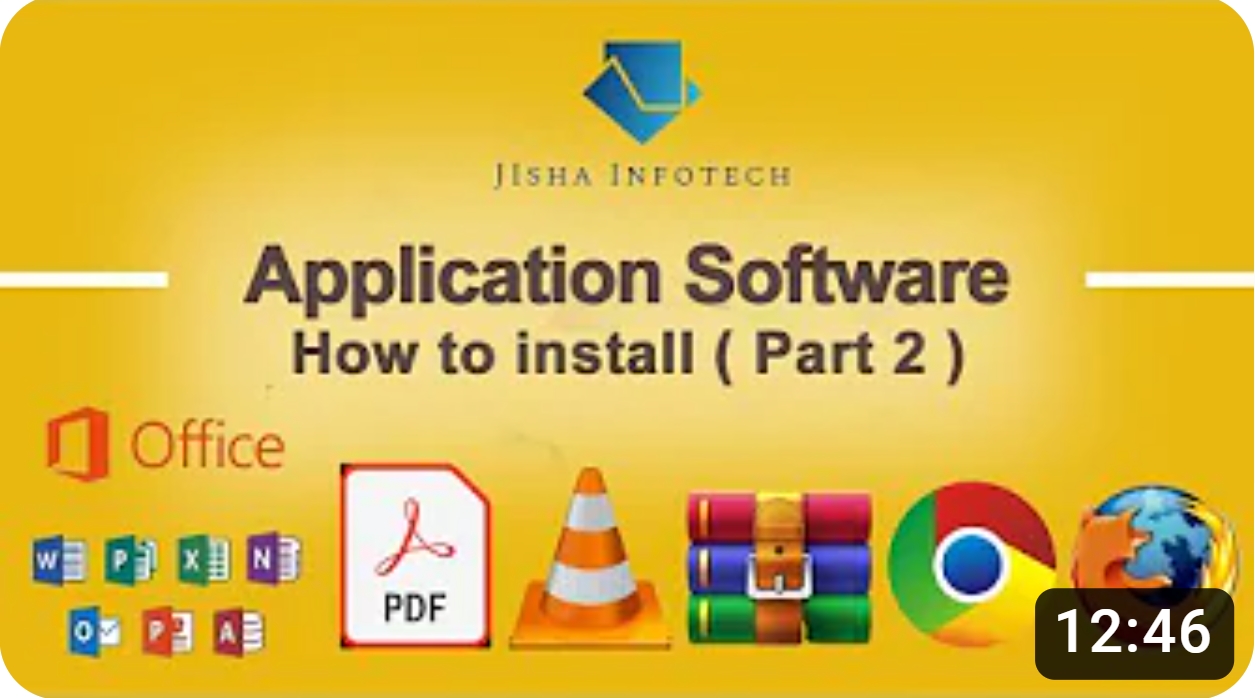 JISHA INFOTECH
Application Software
How to install ( Part 2 )
Office
W P X N
O P A
PDF
12:46